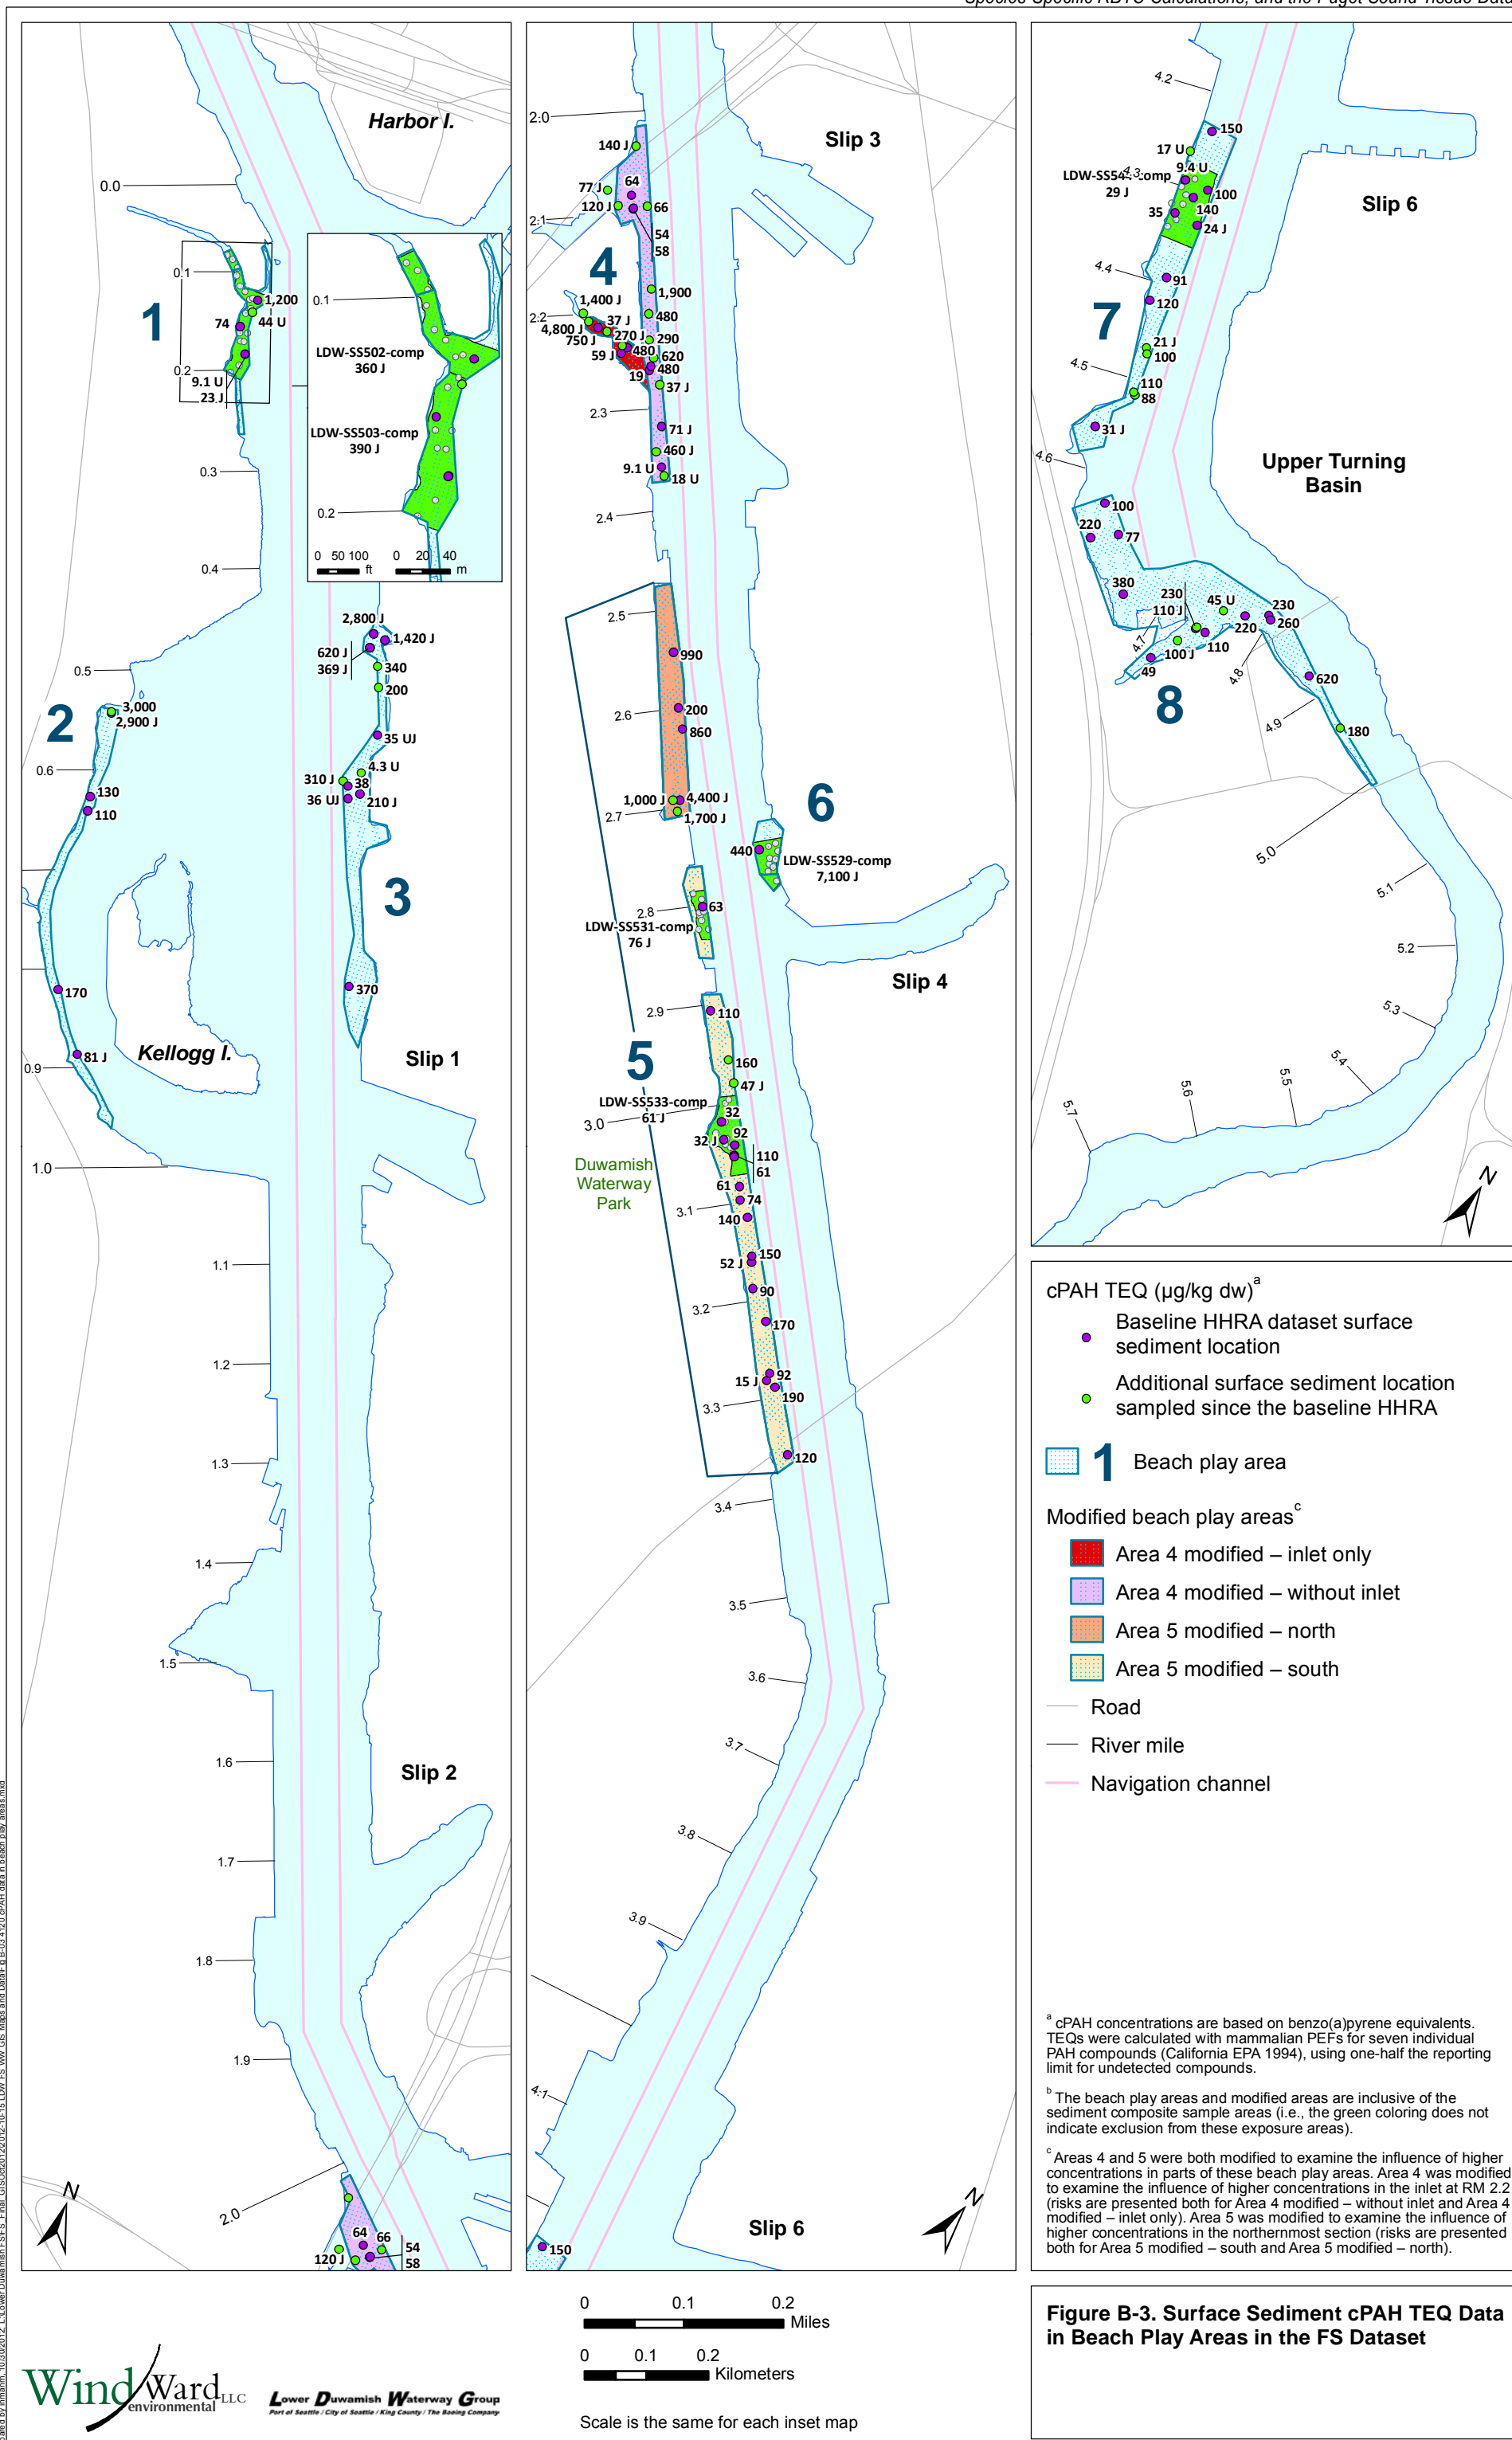 Species-Specific RBTC Calculations, and the Puget Sound Tissue Data
Harbor I.
0.0
0.1
1
1,200
44 U
74
0.2
9.1 U
23 J
0.1
LDW-SS502-comp
360 J
LDW-SS503-comp
390 J
0.2
0 50 100 ft
0 20 40 m
0.3
0.4
2,800 J
1,420 J
620 J
369 J
340
200
0.5
2
3,000
2,900 J
35 UJ
0.6
130
110
4.3 U
310 J
38
36 UJ
210 J
3
170
370
81 J
0.9
Kellogg I.
Slip 1
1.0
1.1
1.2
1.3
1.4
1.5
1.6
Slip 2
1.7
1.8
1.9
2.0
N
64
66
54
58
120 J
2.0
Slip 3
140 J
64
77 J
120 J
66
2.1
54
58
4
1,900
1,400 J
2.2
37 J
480
4,800 J
270 J
750 J
290
480
59 J
620
480
19
37 J
2.3
71 J
460 J
9.1 U
18 U
2.4
2.5
990
200
2.6
860
1,000 J
4,400 J
2.7
1,700 J
6
440
LDW-SS529-comp
7,100 J
63
2.8
LDW-SS531-comp
76 J
Slip 4
2.9
110
5
160
47 J
LDW-SS533-comp
61 J
3.0
32
92
32 J
110
61
Duwamish
Waterway
Park
61
74
3.1
140
150
52 J
90
3.2
170
92
15 J
190
3.3
120
3.4
3.5
3.6
3.7
3.8
3.9
4.1
N
Slip 6
150
4.2
150
17 U
9.4 U
4.3
29 J
100
140
35
24 J
Slip 6
4.4
91
7
120
21 J
100
4.5
110
88
31 J
4.6
Upper Turning
Basin
100
220
77
380
230
110 J
45 U
230
260
220
110
4.7
100 J
49
4.8
8
620
4.9
180
5.0
5.1
5.2
5.3
5.4
5.5
5.6
5.7
N
cPAH TEQ (µg/kg dw)a
Baseline HHRA dataset surface
sediment location
Additional surface sediment location
sampled since the baseline HHRA
1 Beach play area
Modified beach play areasc
Area 4 modified – inlet only
Area 4 modified – without inlet
Area 5 modified – north
Area 5 modified – south
Road
River mile
Navigation channel
a cPAH concentrations are based on benzo(a)pyrene equivalents.
TEQs were calculated with mammalian PEFs for seven individual
PAH compounds (California EPA 1994), using one-half the reporting
limit for undetected compounds.
b The beach play areas and modified areas are inclusive of the
sediment composite sample areas (i.e., the green coloring does not
indicate exclusion from these exposure areas).
c Areas 4 and 5 were both modified to examine the influence of higher
concentrations in parts of these beach play areas. Area 4 was modified
to examine the influence of higher concentrations in the inlet at RM 2.2
(risks are presented both for Area 4 modified – without inlet and Area 4
modified – inlet only). Area 5 was modified to examine the influence of
higher concentrations in the northernmost section (risks are presented
both for Area 5 modified – south and Area 5 modified – north).
0 0.1 0.2
Miles
0 0.1 0.2
Kilometers
Scale is the same for each inset map
WindWard LLC
environmental
Lower Duwamish Waterway Group
Port of Seattle / City of Seattle / King County / The Boeing Company
Figure B-3. Surface Sediment cPAH TEQ Data
in Beach Play Areas in the FS Dataset